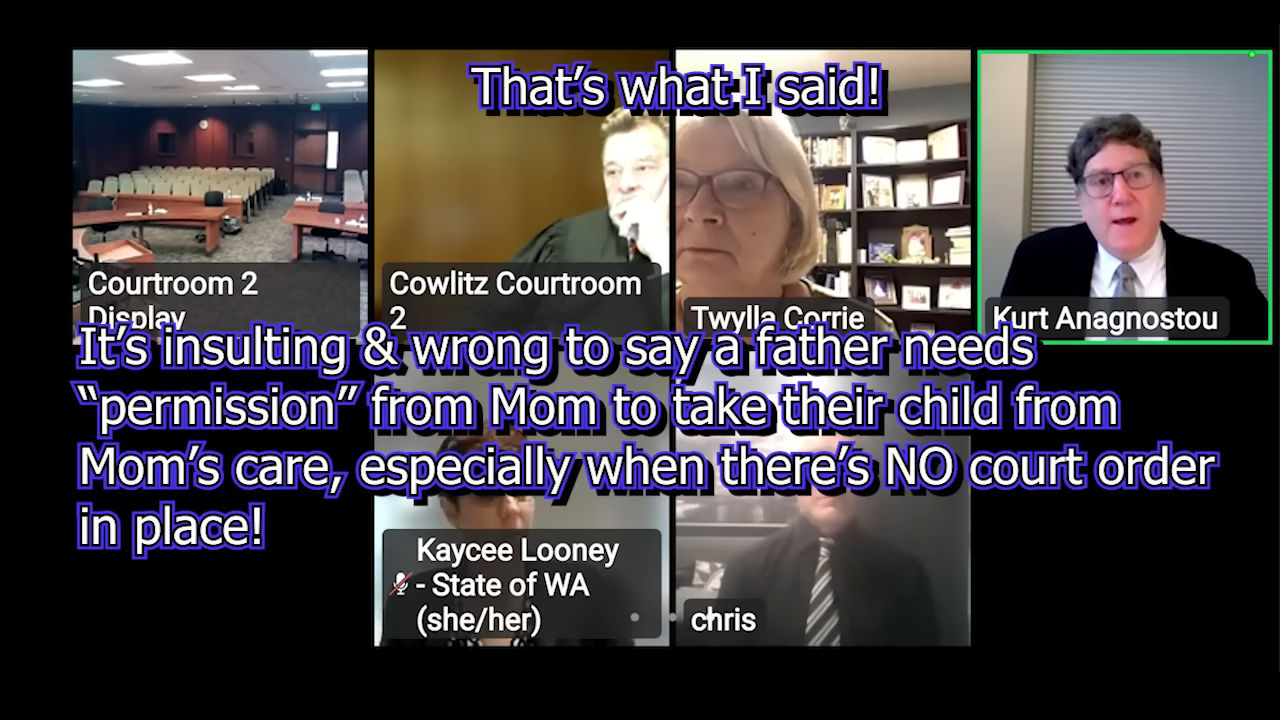 That's what I said!
Courtroom 2
Display
Cowlitz Courtroom
2
Twylla Corrie
Kurt Anagnostou
It's insulting & wrong to say a father needs
“permission” from Mom to take their child from
Mom's care, especially when there's NO court order
in place!
Kaycee Looney
- State of WA
(she/her)
chris